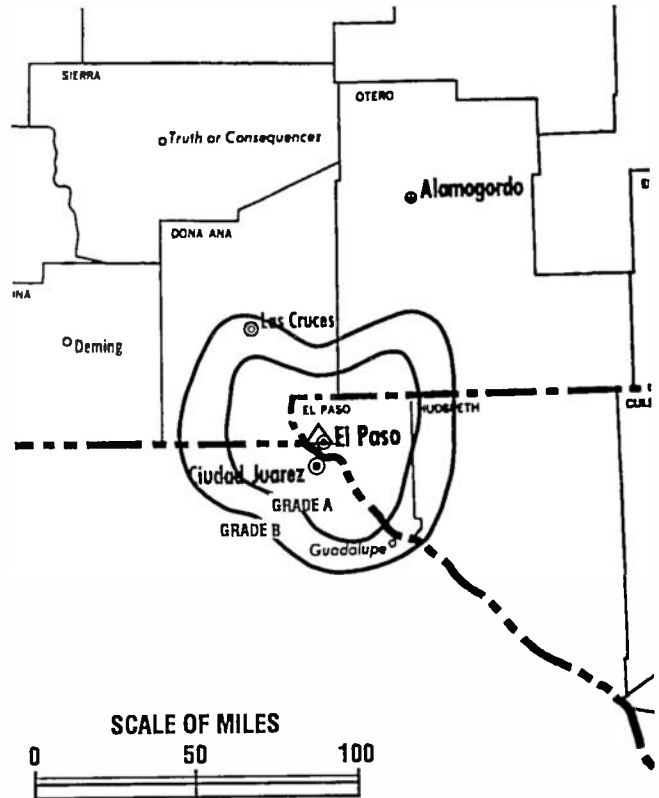 SIERRA
OTERO
Truth or Consequences
Alamogordo
DONA ANA
Las Cruces
Deming
EL PASO
HUDSPETH
El Paso
Ciudad Juarez
GRADE A
GRADE B
Guadalupe
SCALE OF MILES
0 50 100